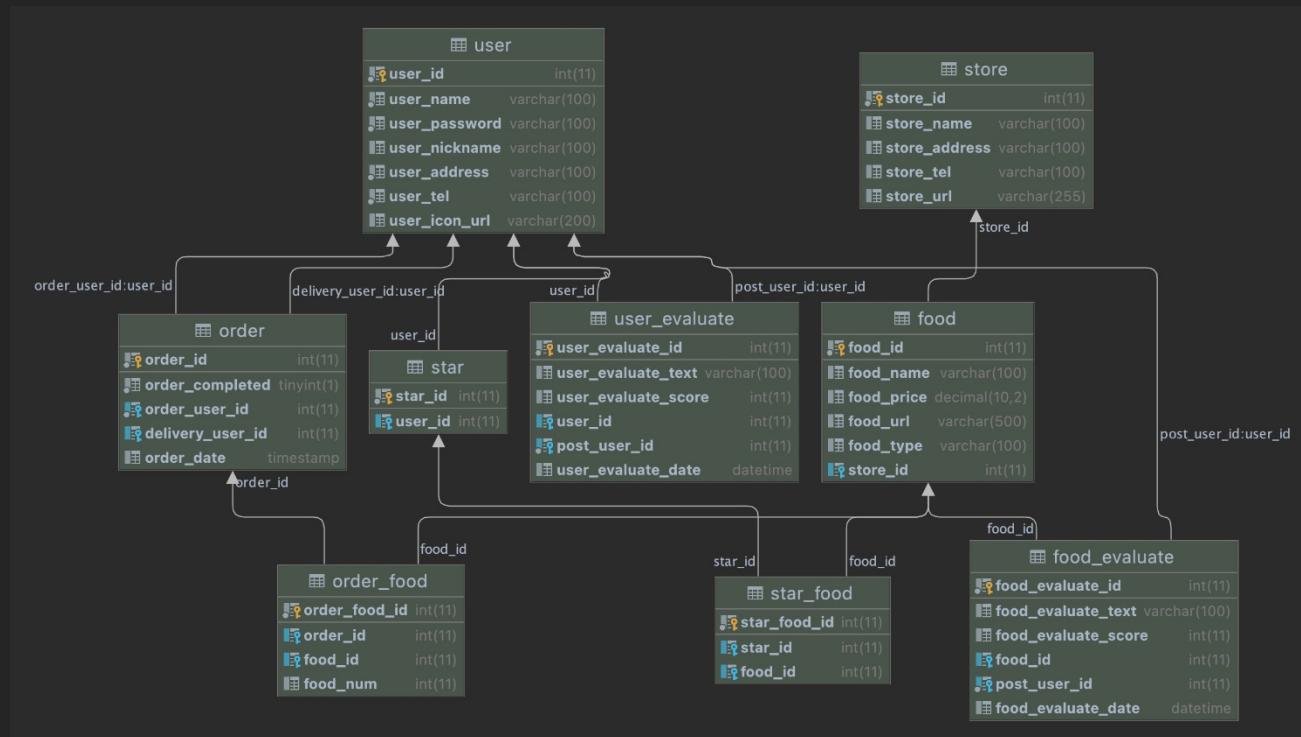 user
user_id int(11)
user_name varchar(100)
user_password varchar(100)
user_nickname varchar(100)
user_address varchar(100)
user_tel varchar(100)
user_icon_url varchar(200)
store
store_id int(11)
store_name varchar(100)
store_address varchar(100)
store_tel varchar(100)
store_url varchar(255)
store_id
order_user_id:user_id
delivery_user_id:user_id
user_id
user_id
post_user_id:user_id
post_user_id:user_id
order
order_id int(11)
order_completed tinyint(1)
order_user_id int(11)
delivery_user_id int(11)
order_date timestamp
star
star_id int(11)
user_id int(11)
user_evaluate
user_evaluate_id int(11)
user_evaluate_text varchar(100)
user_evaluate_score int(11)
user_id int(11)
post_user_id int(11)
user_evaluate_date datetime
food
food_id int(11)
food_name varchar(100)
food_price decimal(10,2)
food_url varchar(500)
food_type varchar(100)
store_id int(11)
order_id
food_id
star_id
food_id
food_id
order_food
order_food_id int(11)
order_id int(11)
food_id int(11)
food_num int(11)
star_food
star_food_id int(11)
star_id int(11)
food_id int(11)
food_evaluate
food_evaluate_id int(11)
food_evaluate_text varchar(100)
food_evaluate_score int(11)
food_id int(11)
post_user_id int(11)
food_evaluate_date datetime